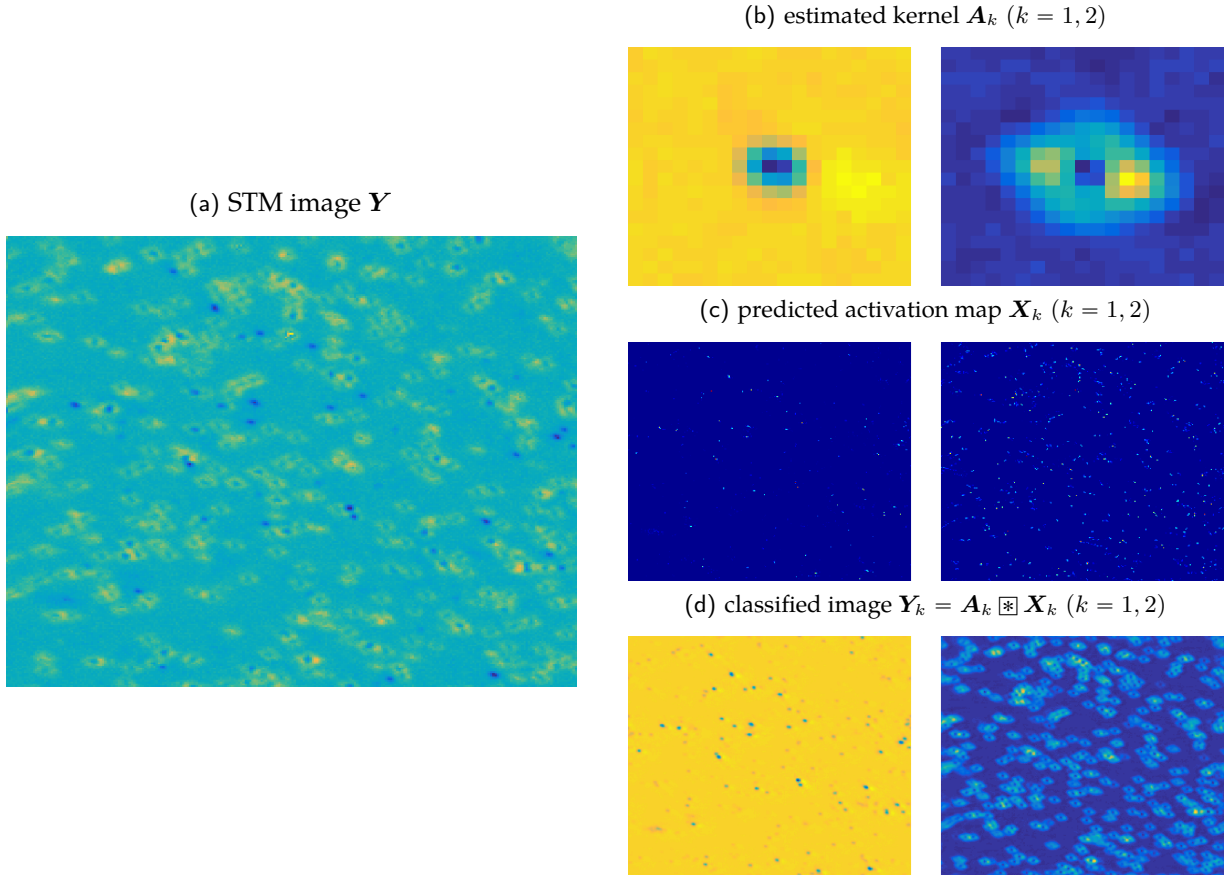 (a) STM image Y
(b) estimated kernel A_k (k = 1, 2)
(c) predicted activation map X_k (k = 1, 2)
(d) classified image Y_k = A_k ⊛ X_k (k = 1, 2)